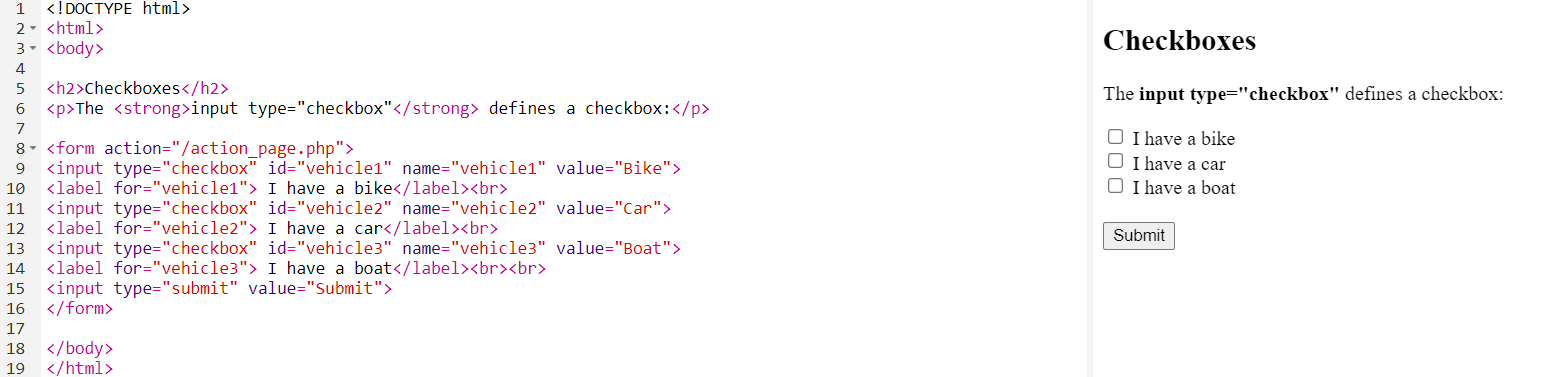 1 <!DOCTYPE html>
2 <html>
3 <body>
4
5 <h2>Checkboxes</h2>
6 <p>The <strong>input type="checkbox"</strong> defines a checkbox:</p>
7
8 <form action="/action_page.php">
9 <input type="checkbox" id="vehicle1" name="vehicle1" value="Bike">
10 <label for="vehicle1"> I have a bike</label><br>
11 <input type="checkbox" id="vehicle2" name="vehicle2" value="Car">
12 <label for="vehicle2"> I have a car</label><br>
13 <input type="checkbox" id="vehicle3" name="vehicle3" value="Boat">
14 <label for="vehicle3"> I have a boat</label><br><br>
15 <input type="submit" value="Submit">
16 </form>
17
18 </body>
19 </html>
Checkboxes
The input type="checkbox" defines a checkbox:
I have a bike
I have a car
I have a boat
Submit